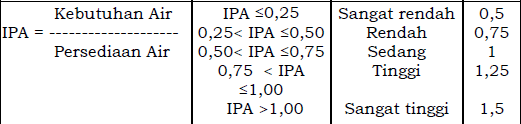 Kebutuhan Air IPA ≤0,25 Sangat rendah 0,5
IPA = -------------------- 0,25< IPA ≤0,50 Rendah 0,75
Persediaan Air 0,50< IPA ≤0,75 Sedang 1
0,75 < IPA Tinggi 1,25
≤1,00
IPA >1,00 Sangat tinggi 1,5